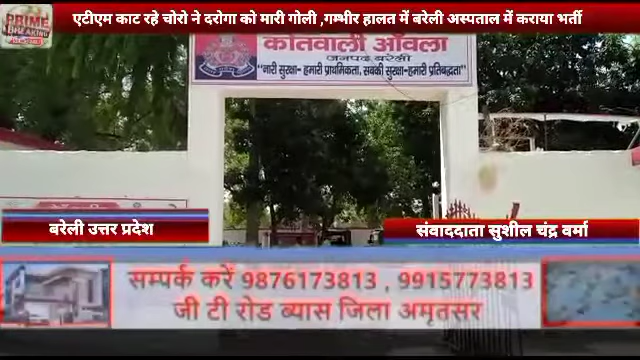 PRIME BREAKING
एटीएम काट रहे चोरो ने दरोगा को मारी गोली ,गम्भीर हालत में बरेली अस्पताल में कराया भर्ती
कोतवाली आँवला
जनपद बरेली
"नारी सुरक्षा- हमारी प्राथमिकता, सबकी सुरक्षा-हमारी प्रतिबद्धता"
बरेली उत्तर प्रदेश
संवाददाता सुशील चंद्र वर्मा
सम्पर्क करें 9876173813 , 9915773813
जी टी रोड ब्यास जिला अमृतसर